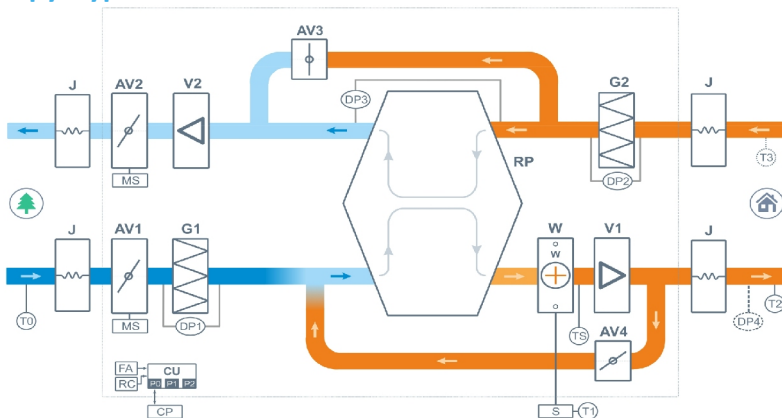 AV3
J
AV2
V2
G2
J
DP3
RP
T3
DP2
MS
J
AV1
G1
W
V1
J
w
T0
MS
DP1
TS
T2
DP4
AV4
FA
RC
CU
P0 P1 P2
CP
S
T1